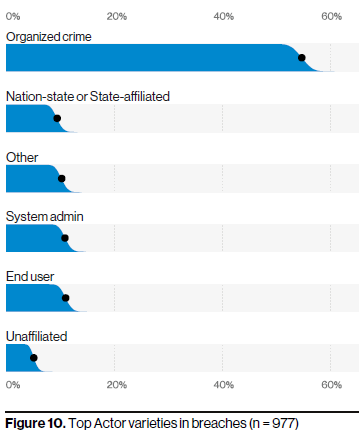 0% 20% 40% 60%
Organized crime
Nation-state or State-affiliated
Other
System admin
End user
Unaffiliated
0% 20% 40% 60%
Figure 10. Top Actor varieties in breaches (n = 977)